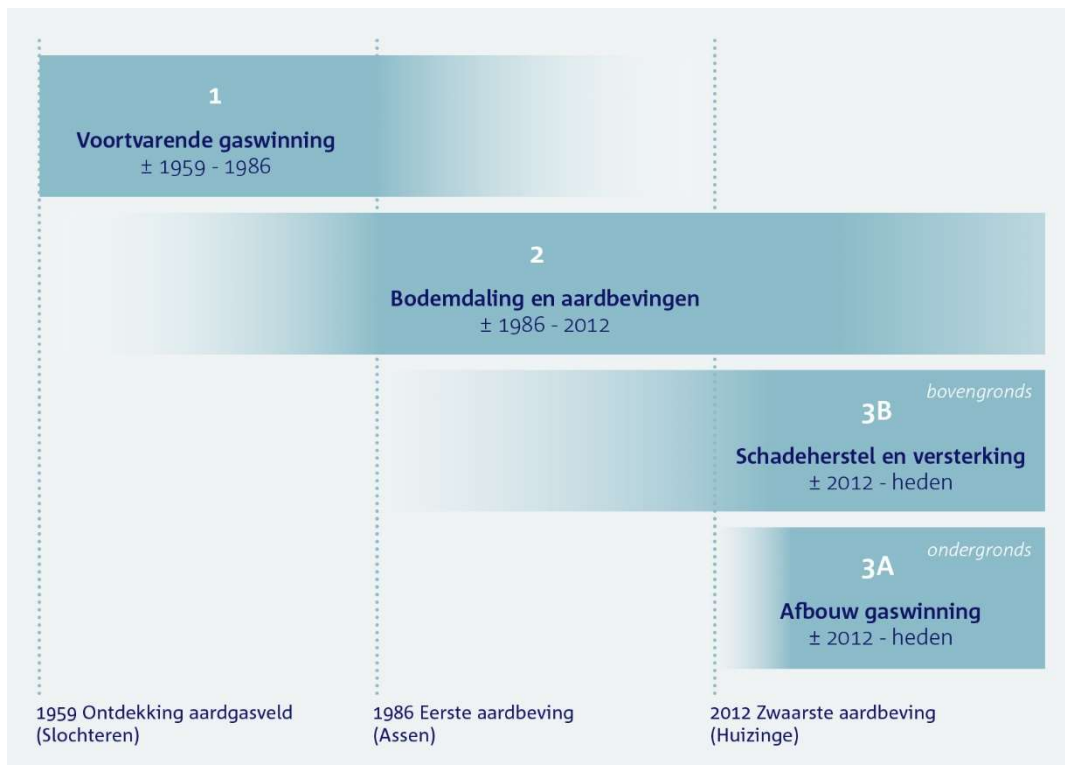 1
Voortvarende gaswinning
± 1959 - 1986
2
Bodemdaling en aardbevingen
± 1986 - 2012
bovengronds
3B
Schadeherstel en versterking
± 2012 - heden
ondergronds
3A
Afbouw gaswinning
± 2012 - heden
1959 Ontdekking aardgasveld
(Slochteren)
1986 Eerste aardbeving
(Assen)
2012 Zwaarste aardbeving
(Huizinge)